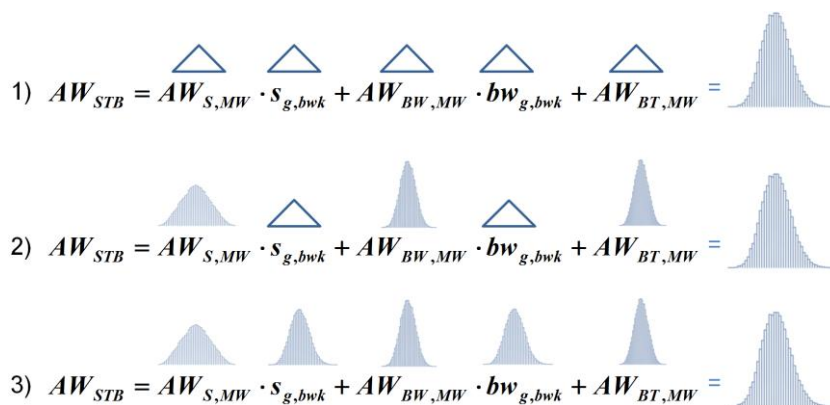 1) AW_STB = AW_S,MW · s_g,bwk + AW_BW,MW · bw_g,bwk + AW_BT,MW =
2) AW_STB = AW_S,MW · s_g,bwk + AW_BW,MW · bw_g,bwk + AW_BT,MW =
3) AW_STB = AW_S,MW · s_g,bwk + AW_BW,MW · bw_g,bwk + AW_BT,MW =